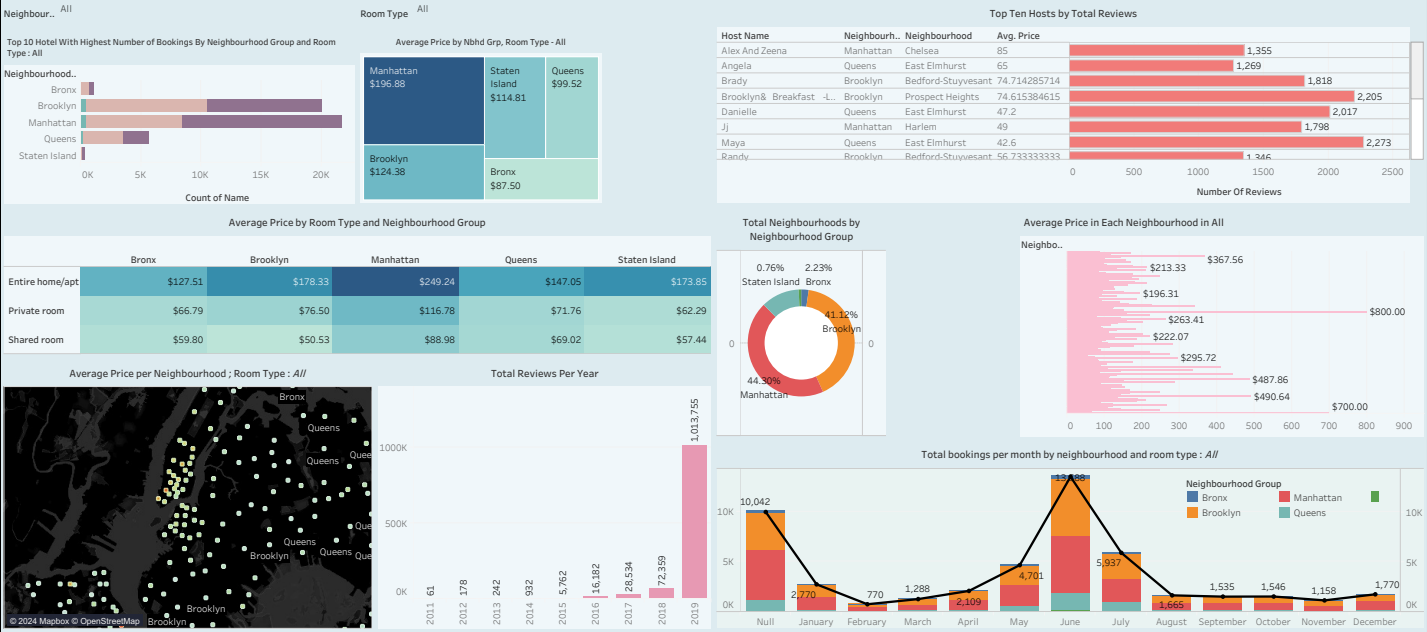 Neighbour.. All
Room Type All
Top 10 Hotel With Highest Number of Bookings By Neighbourhood Group and Room
Type : All
Neighbourhood..
Bronx
Brooklyn
Manhattan
Queens
Staten Island
0K 5K 10K 15K 20K
Count of Name
Average Price by Nbhd Grp, Room Type - All
Manhattan
$196.88
Staten
Island
$114.81
Queens
$99.52
Brooklyn
$124.38
Bronx
$87.50
Top Ten Hosts by Total Reviews
Host Name Neighbourh.. Neighbourhood Avg. Price
Alex And Zeena Manhattan Chelsea 85 1,355
Angela Queens East Elmhurst 65 1,269
Brady Brooklyn Bedford-Stuyvesant 74.714285714 1,818
Brooklyn& Breakfast -L.. Brooklyn Prospect Heights 74.615384615 2,205
Danielle Queens East Elmhurst 47.2 2,017
Jj Manhattan Harlem 49 1,798
Maya Queens East Elmhurst 42.6 2,273
Randy Brooklyn Bedford-Stuyvesant 56.733333333 1,346
0 500 1000 1500 2000 2500
Number Of Reviews
Average Price by Room Type and Neighbourhood Group
Bronx Brooklyn Manhattan Queens Staten Island
Entire home/apt $127.51 $178.33 $249.24 $147.05 $173.85
Private room $66.79 $76.50 $116.78 $71.76 $62.29
Shared room $59.80 $50.53 $88.98 $69.02 $57.44
Total Neighbourhoods by
Neighbourhood Group
0.76% 2.23%
Staten Island Bronx
41.12%
Brooklyn
0 0
44.30%
Manhattan
Average Price in Each Neighbourhood in All
Neighbo..
$367.56
$213.33
$196.31
$800.00
$263.41
$222.07
$295.72
$487.86
$490.64
$700.00
0 100 200 300 400 500 600 700 800 900
Average Price per Neighbourhood ; Room Type : All
Bronx
Queens
Quee
Que
Queens
Brooklyn
Queens
Que
Brooklyn
Brooklyn
© 2024 Mapbox © OpenStreetMap
Total Reviews Per Year
1000K
500K
0K
61
178
242
932
5,762
16,182
28,534
72,359
1,013,755
2011 2012 2013 2014 2015 2016 2017 2018 2019
Total bookings per month by neighbourhood and room type : All
Neighbourhood Group
Bronx Manhattan
Brooklyn Queens
10K 10K
5K 5K
0K 0K
10,042
2,770
770
1,288
2,109
4,701
5,937
1,665
1,535
1,546
1,158
1,770
Null January February March April May June July August September October November December